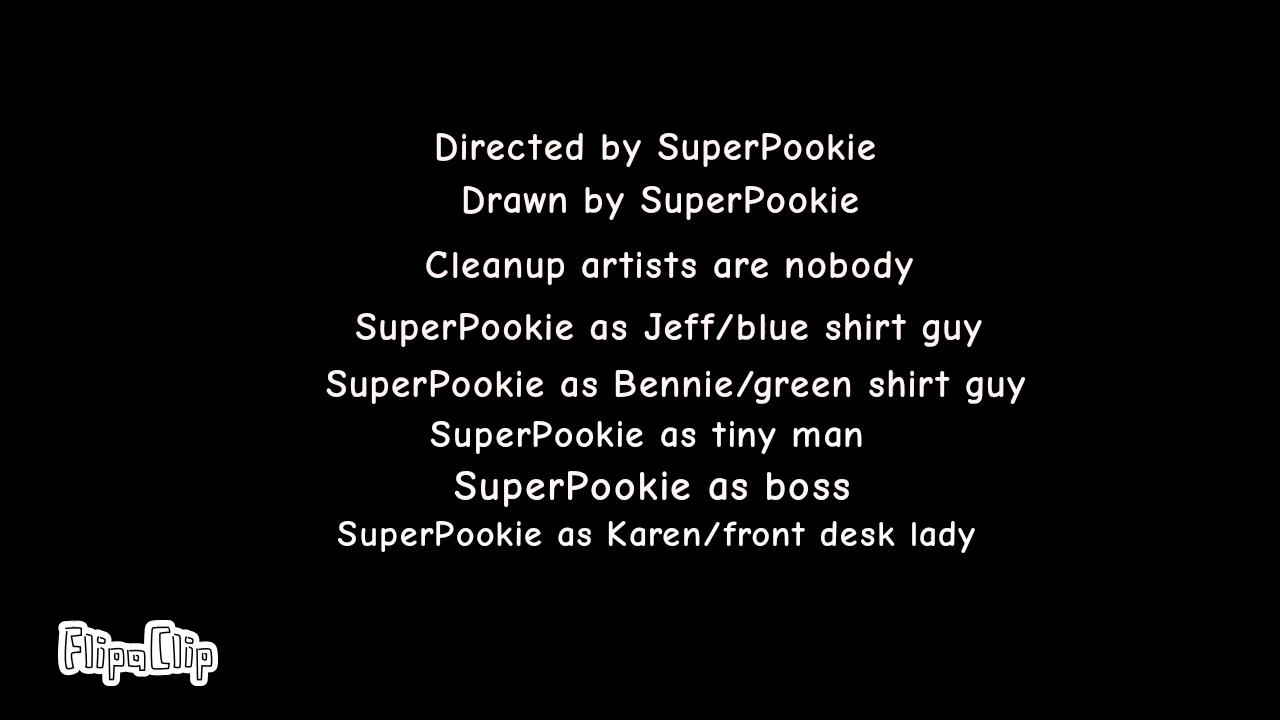 Directed by SuperPookie
Drawn by SuperPookie
Cleanup artists are nobody
SuperPookie as Jeff/blue shirt guy
SuperPookie as Bennie/green shirt guy
SuperPookie as tiny man
SuperPookie as boss
SuperPookie as Karen/front desk lady
FlipaClip